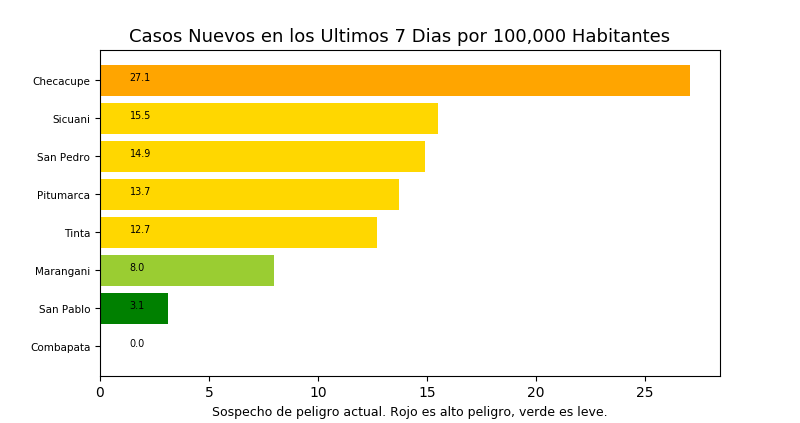 Casos Nuevos en los Ultimos 7 Dias por 100,000 Habitantes
Checacupe 27.1
Sicuani 15.5
San Pedro 14.9
Pitumarca 13.7
Tinta 12.7
Marangani 8.0
San Pablo 3.1
Combapata 0.0
0 5 10 15 20 25
Sospecho de peligro actual. Rojo es alto peligro, verde es leve.